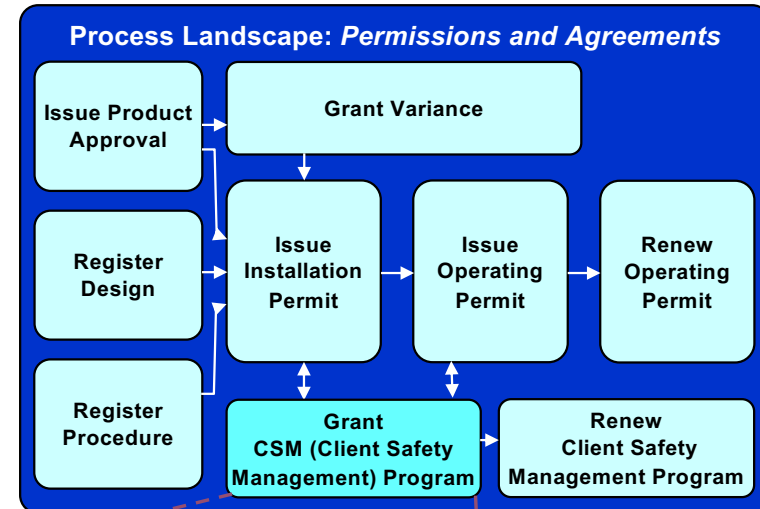 Process Landscape: Permissions and Agreements
Issue Product
Approval
Grant Variance
Register
Design
Issue
Installation
Permit
Issue
Operating
Permit
Renew
Operating
Permit
Register
Procedure
Grant
CSM (Client Safety
Management) Program
Renew
Client Safety
Management Program